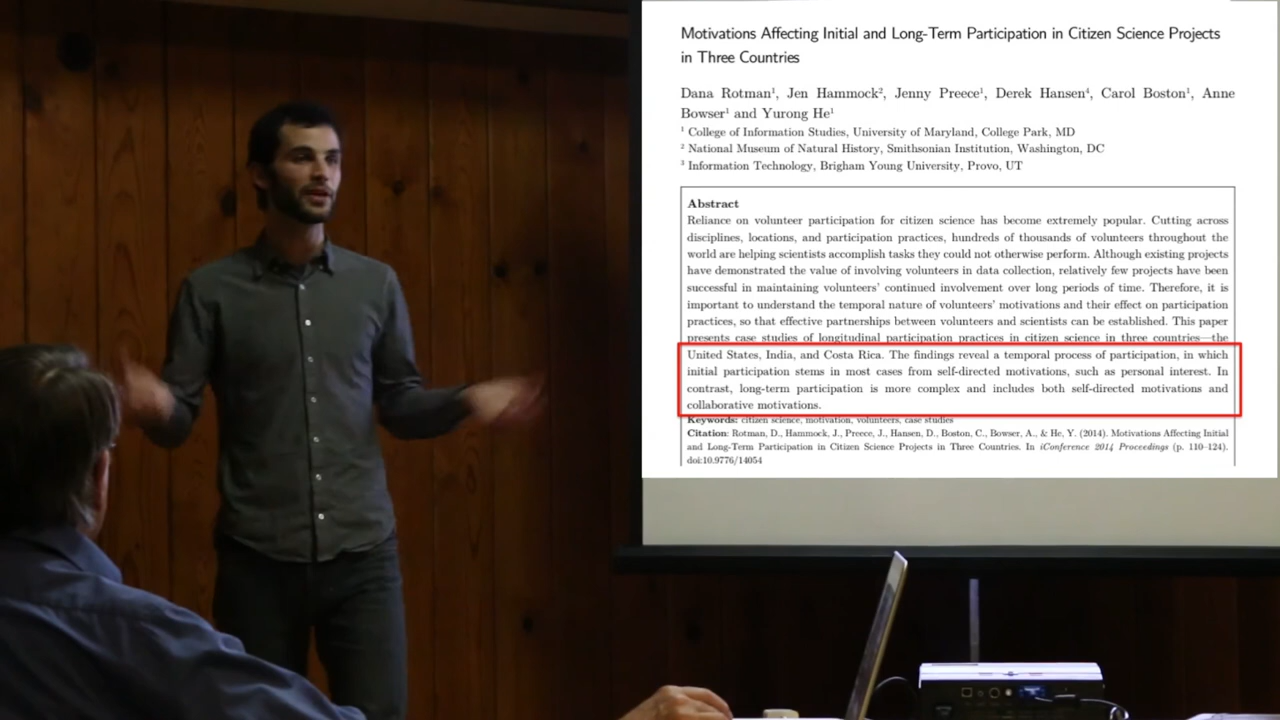 Motivations Affecting Initial and Long-Term Participation in Citizen Science Projects
in Three Countries
Dana Rotman¹, Jen Hammock², Jenny Preece¹, Derek Hansen⁴, Carol Boston¹, Anne
Bowser¹ and Yurong He¹
¹ College of Information Studies, University of Maryland, College Park, MD
² National Museum of Natural History, Smithsonian Institution, Washington, DC
³ Information Technology, Brigham Young University, Provo, UT
Abstract
Reliance on volunteer participation for citizen science has become extremely popular. Cutting across
disciplines, locations, and participation practices, hundreds of thousands of volunteers throughout the
world are helping scientists accomplish tasks they could not otherwise perform. Although existing projects
have demonstrated the value of involving volunteers in data collection, relatively few projects have been
successful in maintaining volunteers' continued involvement over long periods of time. Therefore, it is
important to understand the temporal nature of volunteers' motivations and their effect on participation
practices, so that effective partnerships between volunteers and scientists can be established. This paper
presents case studies of longitudinal participation practices in citizen science in three countries—the
United States, India, and Costa Rica. The findings reveal a temporal process of participation, in which
initial participation stems in most cases from self-directed motivations, such as personal interest. In
contrast, long-term participation is more complex and includes both self-directed motivations and
collaborative motivations.
Keywords: citizen science, motivation, volunteers, case studies
Citation: Rotman, D., Hammock, J., Preece, J., Hansen, D., Boston, C., Bowser, A., & He, Y. (2014). Motivations Affecting Initial
and Long-Term Participation in Citizen Science Projects in Three Countries. In iConference 2014 Proceedings (p. 110–124).
doi:10.9776/14054